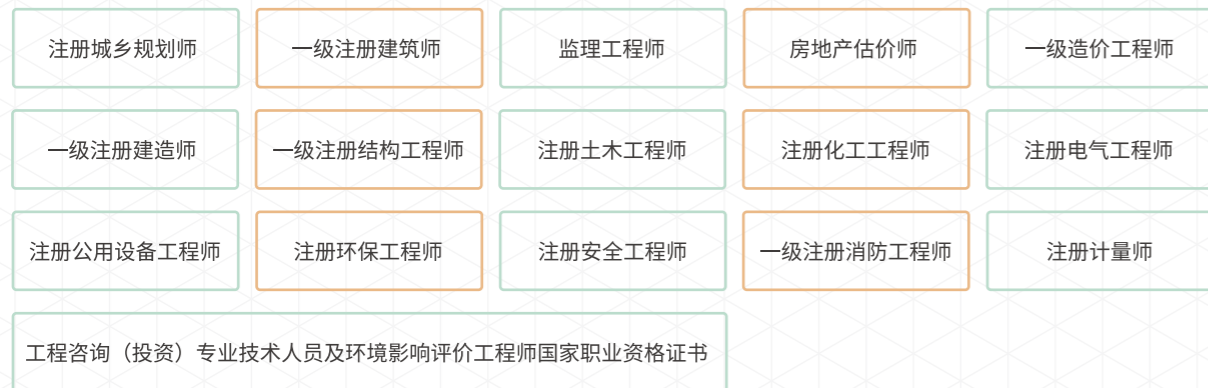 注册城乡规划师
一级注册建筑师
监理工程师
房地产估价师
一级造价工程师
一级注册建造师
一级注册结构工程师
注册土木工程师
注册化工工程师
注册电气工程师
注册公用设备工程师
注册环保工程师
注册安全工程师
一级注册消防工程师
注册计量师
工程咨询（投资）专业技术人员及环境影响评价工程师国家职业资格证书